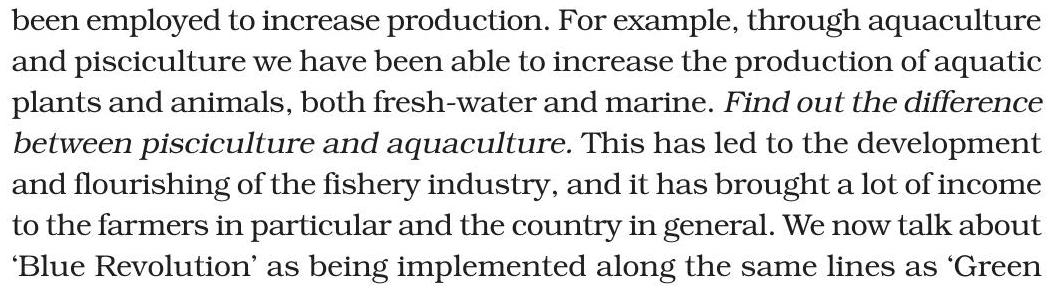 been employed to increase production. For example, through aquaculture
and pisciculture we have been able to increase the production of aquatic
plants and animals, both fresh-water and marine. Find out the difference
between pisciculture and aquaculture. This has led to the development
and flourishing of the fishery industry, and it has brought a lot of income
to the farmers in particular and the country in general. We now talk about
‘Blue Revolution’ as being implemented along the same lines as ‘Green